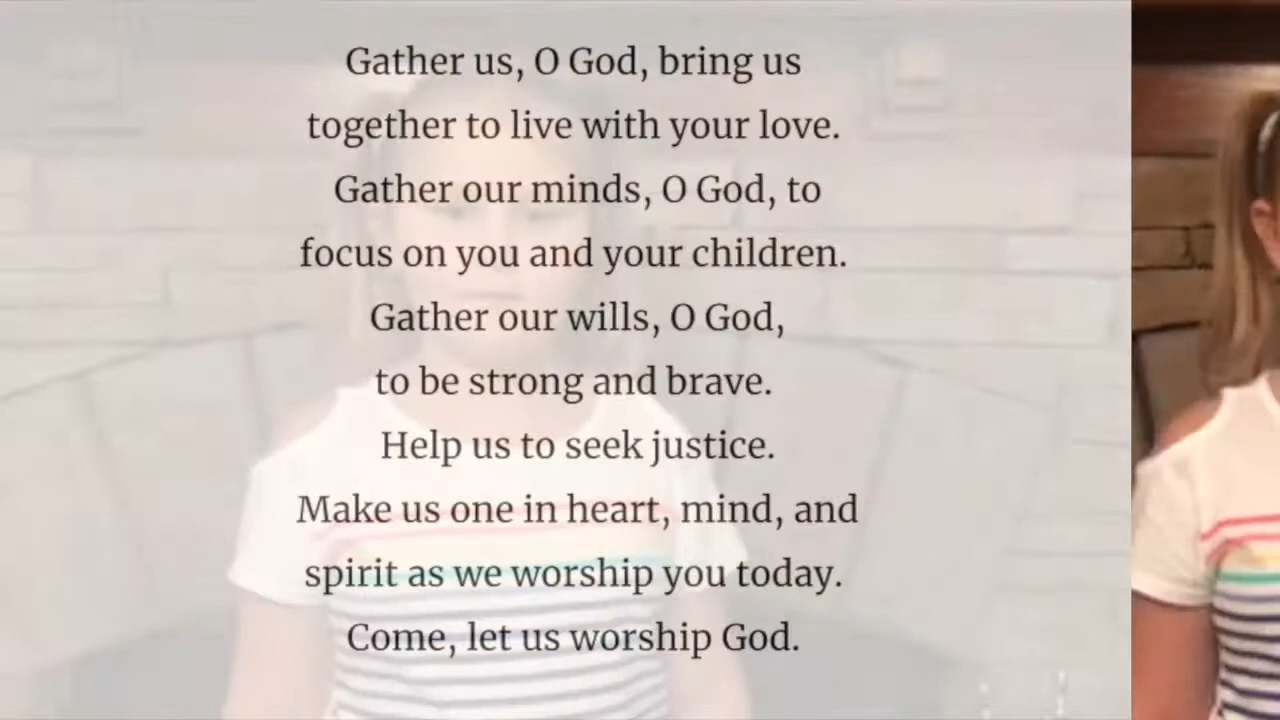 Gather us, O God, bring us
together to live with your love.
Gather our minds, O God, to
focus on you and your children.
Gather our wills, O God,
to be strong and brave.
Help us to seek justice.
Make us one in heart, mind, and
spirit as we worship you today.
Come, let us worship God.